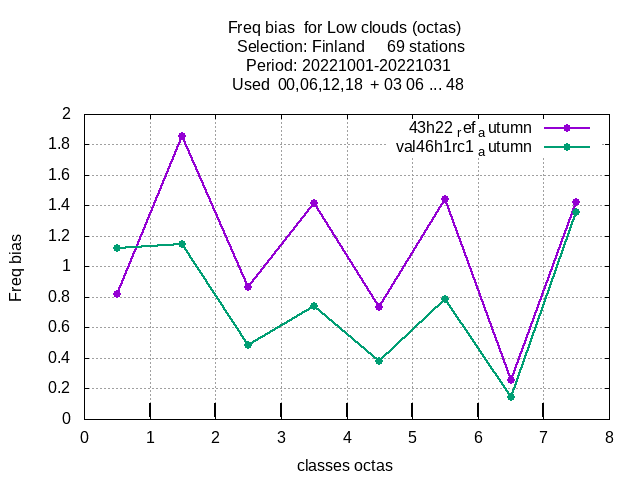 Freq bias  for Low clouds (octas)
Selection: Finland     69 stations
Period: 20221001-20221031
Used  00,06,12,18  + 03 06 ... 48
43h22 refa utumn
val46h1rc1 a utumn
2
1.8
1.6
1.4
1.2
1
0.8
0.6
0.4
0.2
0
Freq bias
0 1 2 3 4 5 6 7 8
classes octas